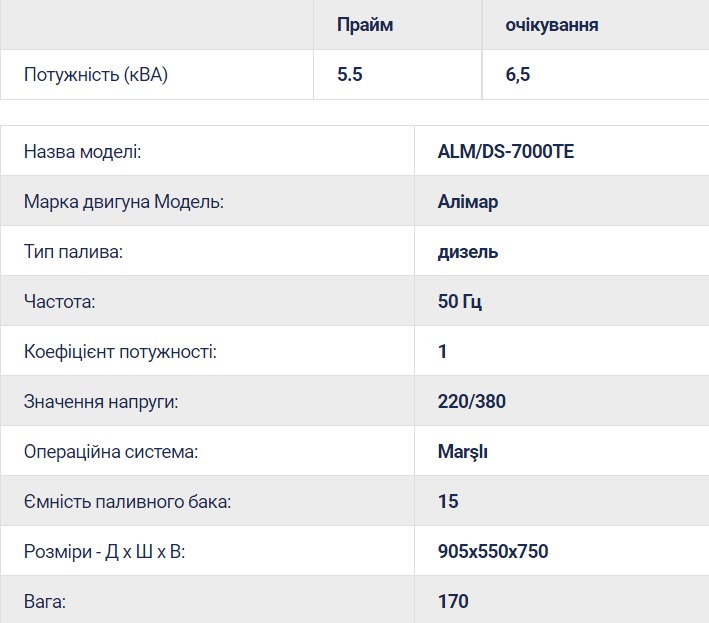 Прайм очікування
Потужність (кВА) 5.5 6,5
Назва моделі: ALM/DS-7000TE
Марка двигуна Модель: Алімар
Тип палива: дизель
Частота: 50 Гц
Коефіцієнт потужності: 1
Значення напруги: 220/380
Операційна система: Marşlı
Ємність паливного бака: 15
Розміри - Д x Ш x В: 905x550x750
Вага: 170